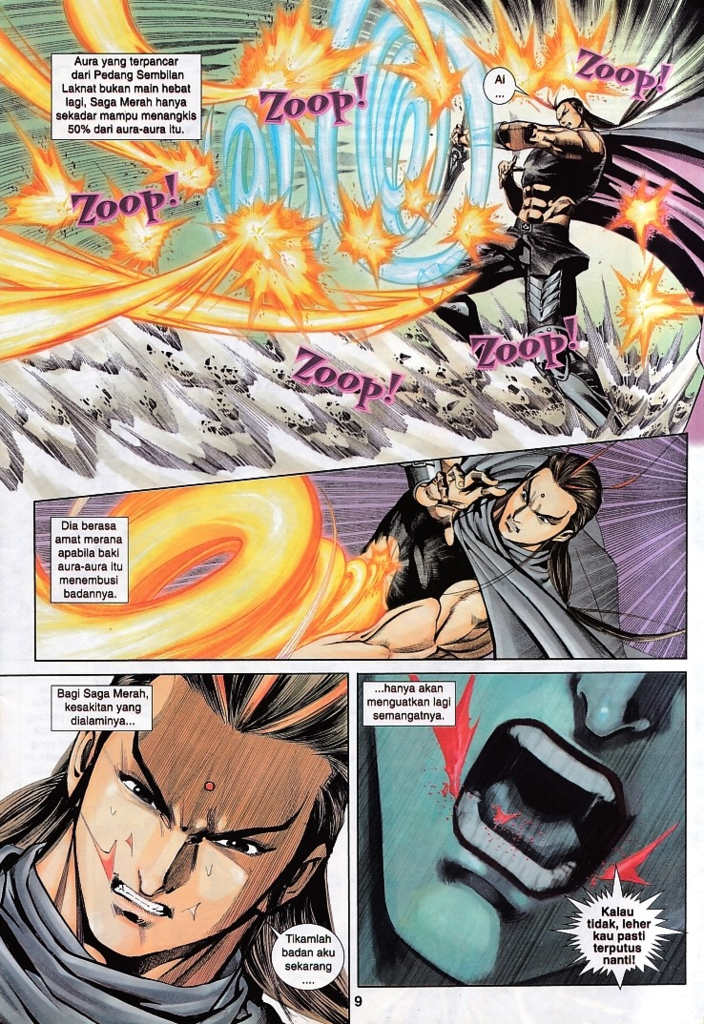 Aura yang terpancar
dari Pedang Sembilan
Laknat bukan main hebat
lagi, Saga Merah hanya
sekadar mampu menangkis
50% dari aura-aura itu.
Zoop!
Ai
...
Zoop!
Zoop!
Zoop!
Zoop!
Dia berasa
amat merana
apabila baki
aura-aura itu
menembusi
badannya.
Bagi Saga Merah,
kesakitan yang
dialaminya...
Tikamlah
badan aku
sekarang
....
...hanya akan
menguatkan lagi
semangatnya.
Kalau
tidak, leher
kau pasti
terputus
nanti!
9